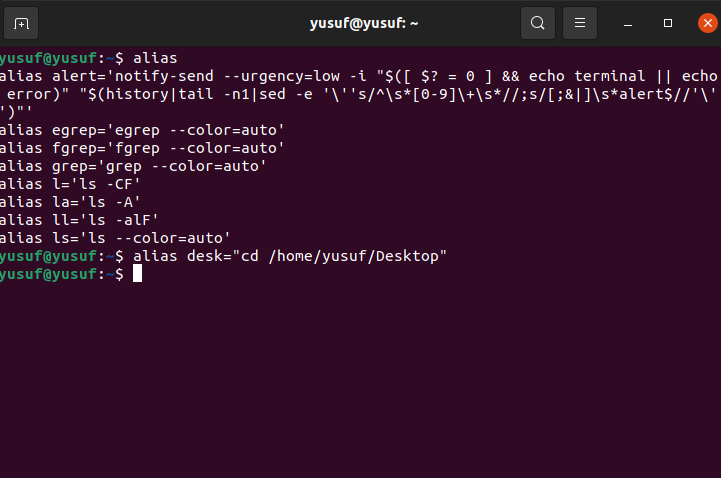 yusuf@yusuf: ~
yusuf@yusuf:~$ alias
alias alert='notify-send --urgency=low -i "$([ $? = 0 ] && echo terminal || echo
 error)" "$(history|tail -n1|sed -e '\''s/^\s*[0-9]\+\s*//;s/[;&|]\s*alert$//'\'
')"'
alias egrep='egrep --color=auto'
alias fgrep='fgrep --color=auto'
alias grep='grep --color=auto'
alias l='ls -CF'
alias la='ls -A'
alias ll='ls -alF'
alias ls='ls --color=auto'
yusuf@yusuf:~$ alias desk="cd /home/yusuf/Desktop"
yusuf@yusuf:~$